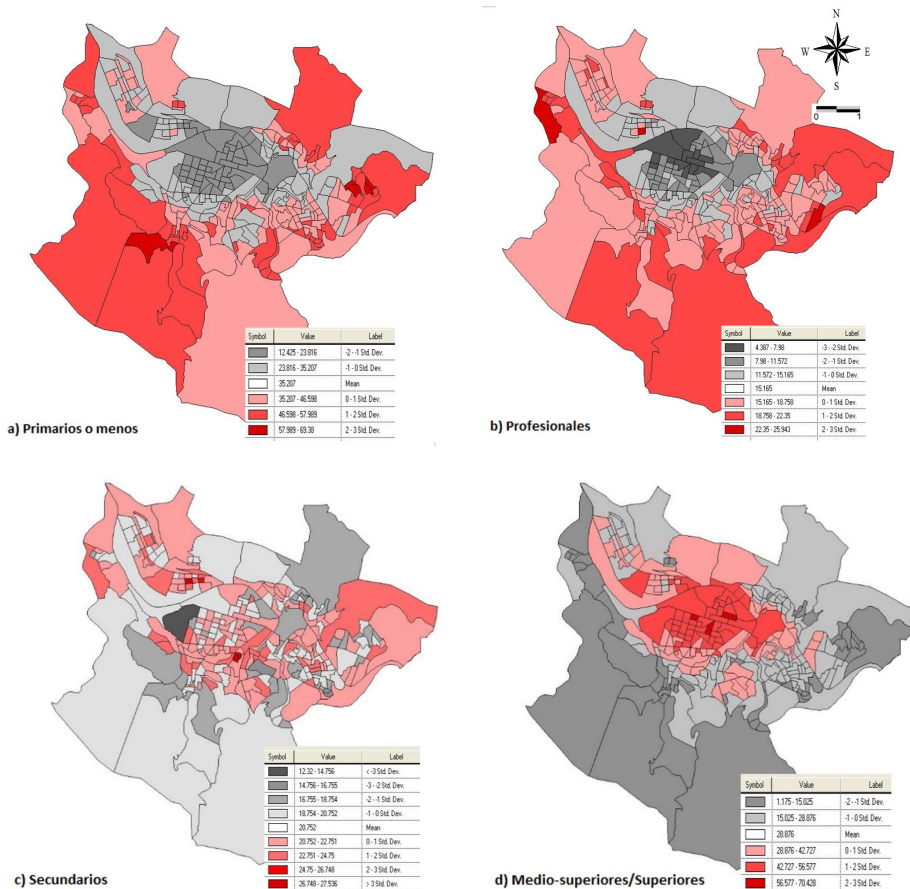 N
W E
S
0 1
Symbol Value Label
12.425 - 23.816 -2 - -1 Std. Dev.
23.816 - 35.207 -1 - 0 Std. Dev.
35.207 Mean
35.207 - 46.598 0 - 1 Std. Dev.
46.598 - 57.989 1 - 2 Std. Dev.
57.989 - 69.38 2 - 3 Std. Dev.
a) Primarios o menos
Symbol Value Label
4.387 - 7.98 -3 - -2 Std. Dev.
7.98 - 11.572 -2 - -1 Std. Dev.
11.572 - 15.165 -1 - 0 Std. Dev.
15.165 Mean
15.165 - 18.758 0 - 1 Std. Dev.
18.758 - 22.35 1 - 2 Std. Dev.
22.35 - 25.943 2 - 3 Std. Dev.
b) Profesionales
Symbol Value Label
12.32 - 14.756 < -3 Std. Dev.
14.756 - 16.755 -3 - -2 Std. Dev.
16.755 - 18.754 -2 - -1 Std. Dev.
18.754 - 20.752 -1 - 0 Std. Dev.
20.752 Mean
20.752 - 22.751 0 - 1 Std. Dev.
22.751 - 24.75 1 - 2 Std. Dev.
24.75 - 26.748 2 - 3 Std. Dev.
26.748 - 27.536 > 3 Std. Dev.
c) Secundarios
Symbol Value Label
1.175 - 15.025 -2 - -1 Std. Dev.
15.025 - 28.876 -1 - 0 Std. Dev.
28.876 Mean
28.876 - 42.727 0 - 1 Std. Dev.
42.727 - 56.577 1 - 2 Std. Dev.
56.577 - 70.428 2 - 3 Std. Dev.
d) Medio-superiores/Superiores